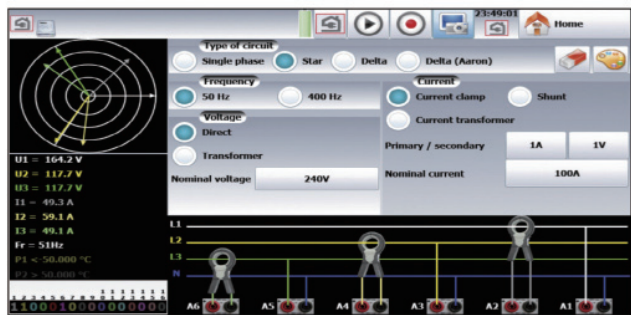 23:49:01
Home
Type of circuit
Single phase Star Delta Delta (Aaron)
Frequency
50 Hz 400 Hz
Current
Current clamp Shunt
Current transformer
Voltage
Direct
Transformer
Primary / secondary 1A 1V
Nominal voltage 240V
Nominal current 100A
U1 = 164.2 V
U2 = 117.7 V
U3 = 117.7 V
I1 = 49.3 A
I2 = 59.1 A
I3 = 49.1 A
Fr = 51Hz
P1 <-50.000 °C
P2 > 50.000 °C
L1
L2
L3
N
A6 A5 A4 A3 A2 A1